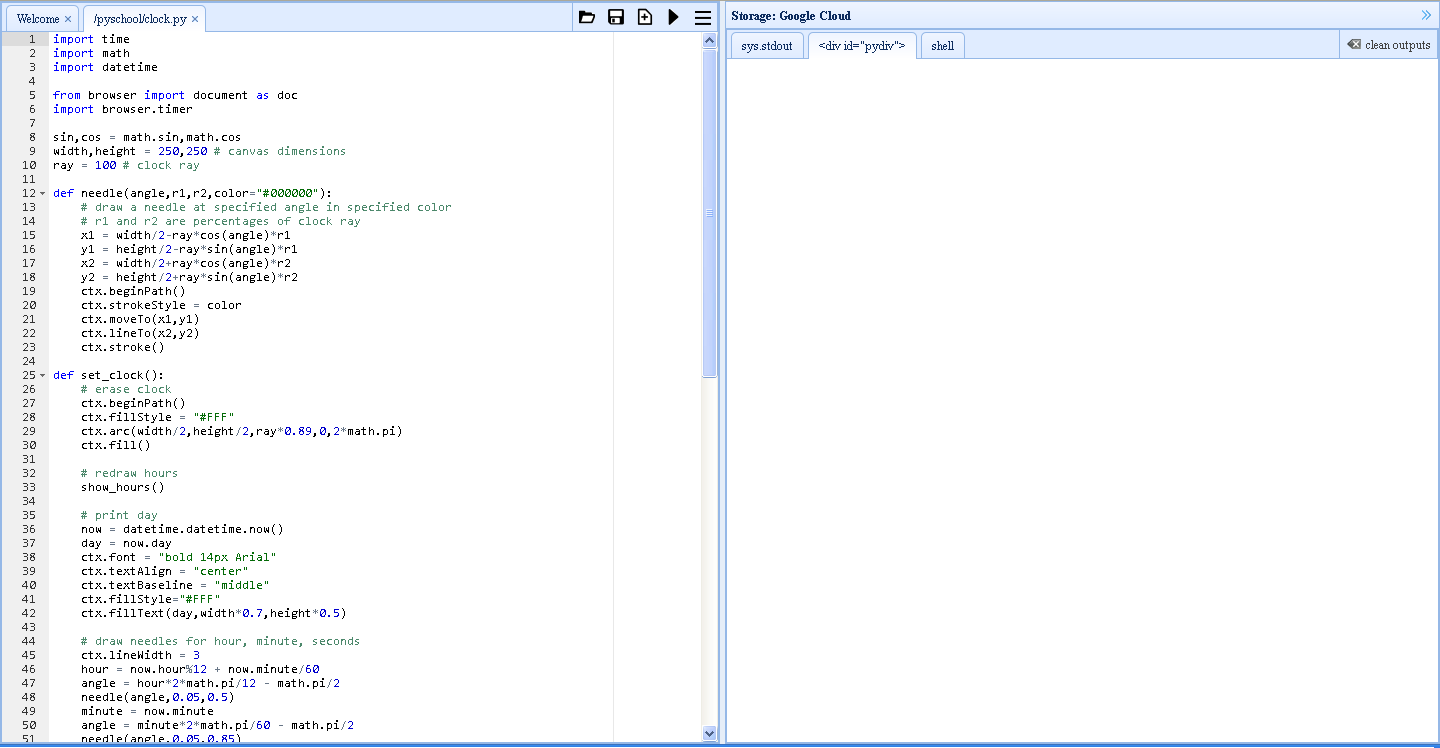 Welcome × /pyschool/clock.py ×
Storage: Google Cloud »
sys.stdout <div id="pydiv"> shell clean outputs
1 import time
2 import math
3 import datetime
4
5 from browser import document as doc
6 import browser.timer
7
8 sin,cos = math.sin,math.cos
9 width,height = 250,250 # canvas dimensions
10 ray = 100 # clock ray
11
12 def needle(angle,r1,r2,color="#000000"):
13     # draw a needle at specified angle in specified color
14     # r1 and r2 are percentages of clock ray
15     x1 = width/2-ray*cos(angle)*r1
16     y1 = height/2-ray*sin(angle)*r1
17     x2 = width/2+ray*cos(angle)*r2
18     y2 = height/2+ray*sin(angle)*r2
19     ctx.beginPath()
20     ctx.strokeStyle = color
21     ctx.moveTo(x1,y1)
22     ctx.lineTo(x2,y2)
23     ctx.stroke()
24
25 def set_clock():
26     # erase clock
27     ctx.beginPath()
28     ctx.fillStyle = "#FFF"
29     ctx.arc(width/2,height/2,ray*0.89,0,2*math.pi)
30     ctx.fill()
31
32     # redraw hours
33     show_hours()
34
35     # print day
36     now = datetime.datetime.now()
37     day = now.day
38     ctx.font = "bold 14px Arial"
39     ctx.textAlign = "center"
40     ctx.textBaseline = "middle"
41     ctx.fillStyle="#FFF"
42     ctx.fillText(day,width*0.7,height*0.5)
43
44     # draw needles for hour, minute, seconds
45     ctx.lineWidth = 3
46     hour = now.hour%12 + now.minute/60
47     angle = hour*2*math.pi/12 - math.pi/2
48     needle(angle,0.05,0.5)
49     minute = now.minute
50     angle = minute*2*math.pi/60 - math.pi/2
51     needle(angle,0.05,0.85)